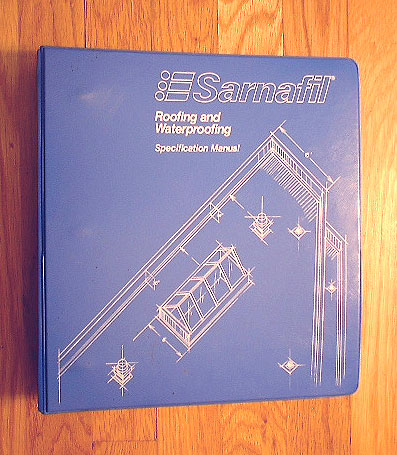 Sarnafil®
Roofing and
Waterproofing
Specification Manual